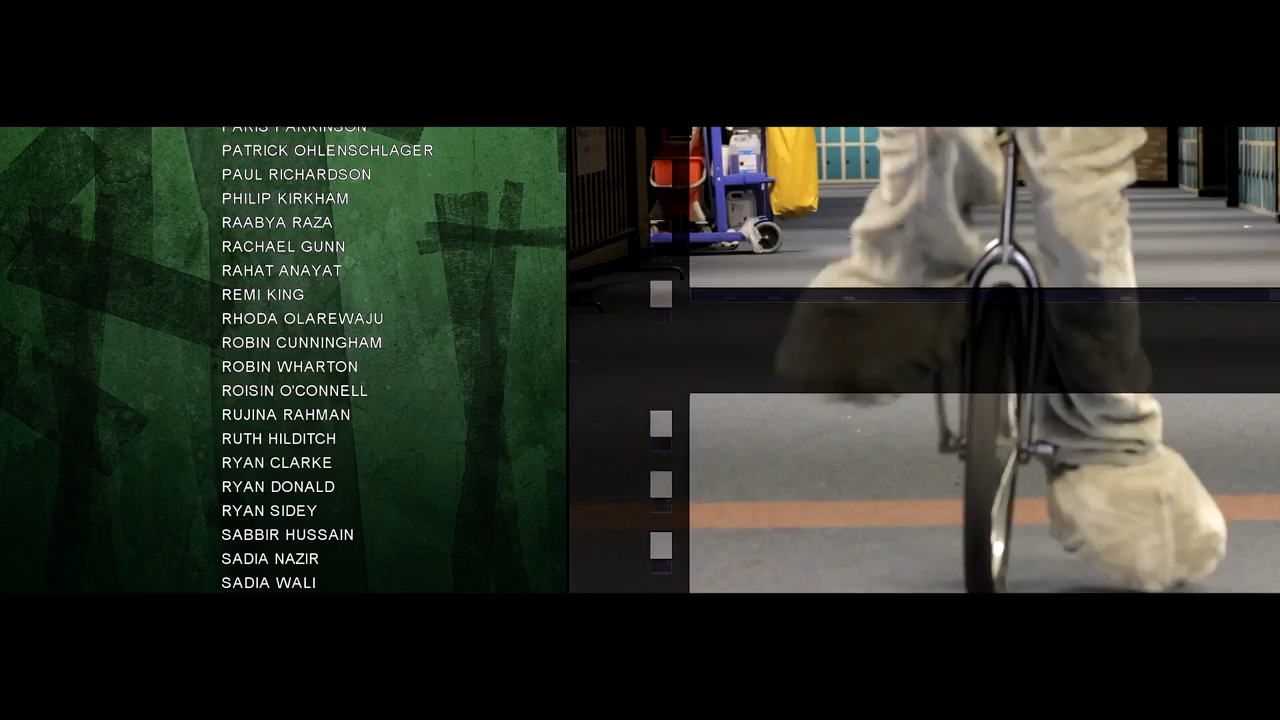 PARIS PARKINSON
PATRICK OHLENSCHLAGER
PAUL RICHARDSON
PHILIP KIRKHAM
RAABYA RAZA
RACHAEL GUNN
RAHAT ANAYAT
REMI KING
RHODA OLAREWAJU
ROBIN CUNNINGHAM
ROBIN WHARTON
ROISIN O'CONNELL
RUJINA RAHMAN
RUTH HILDITCH
RYAN CLARKE
RYAN DONALD
RYAN SIDEY
SABBIR HUSSAIN
SADIA NAZIR
SADIA WALI